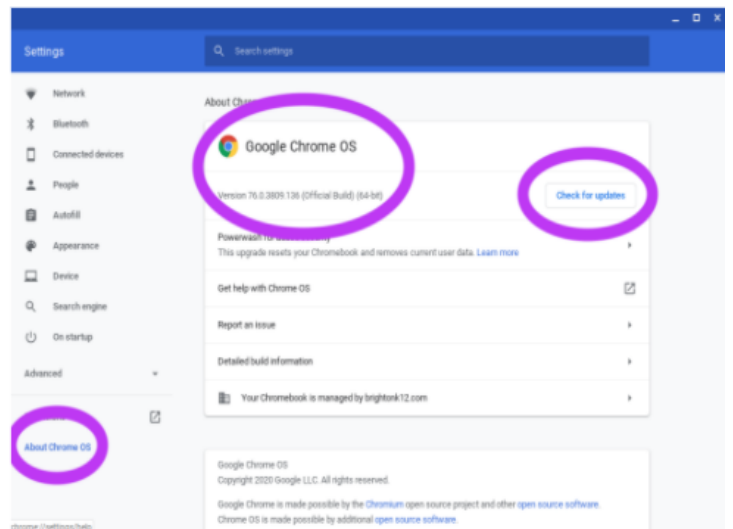 Settings
Search settings
Network
Bluetooth
Connected devices
People
Autofill
Appearance
Device
Search engine
On startup
Advanced
About Chrome OS
About
Google Chrome OS
Version 76.0.3809.136 (Official Build) (64-bit)
Check for updates
Powerwash for
This upgrade resets your Chromebook and removes current user data. Learn more
Get help with Chrome OS
Report an issue
Detailed build information
Your Chromebook is managed by brightonk12.com
Google Chrome OS
Copyright 2020 Google LLC. All rights reserved.
Google Chrome is made possible by the Chromium open source project and other open source software.
Chrome OS is made possible by additional open source software.
chrome://settings/help